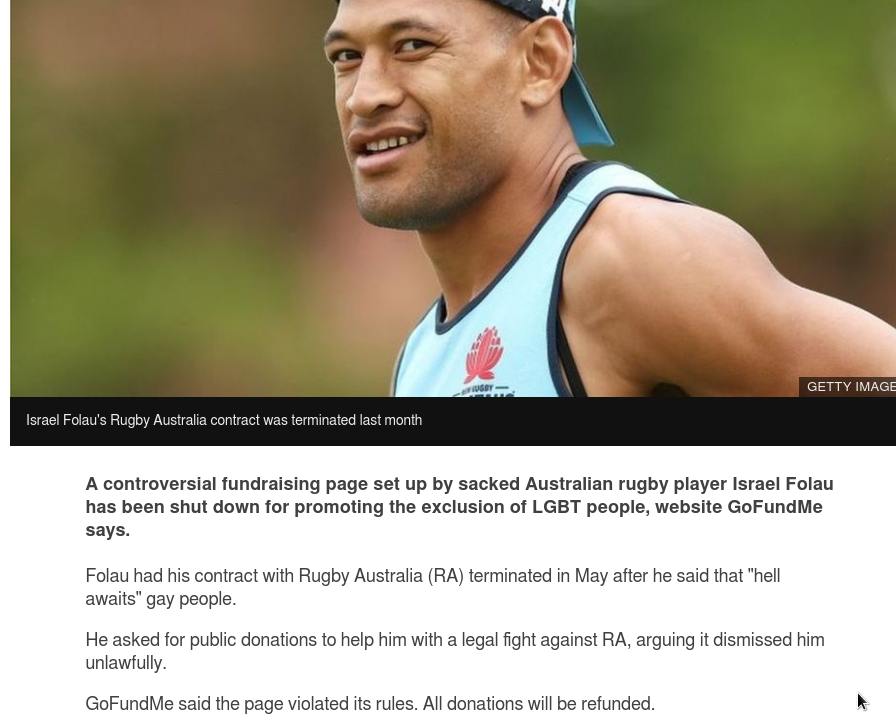 GETTY IMAGE
Israel Folau's Rugby Australia contract was terminated last month
A controversial fundraising page set up by sacked Australian rugby player Israel Folau
has been shut down for promoting the exclusion of LGBT people, website GoFundMe
says.
Folau had his contract with Rugby Australia (RA) terminated in May after he said that "hell
awaits" gay people.
He asked for public donations to help him with a legal fight against RA, arguing it dismissed him
unlawfully.
GoFundMe said the page violated its rules. All donations will be refunded.